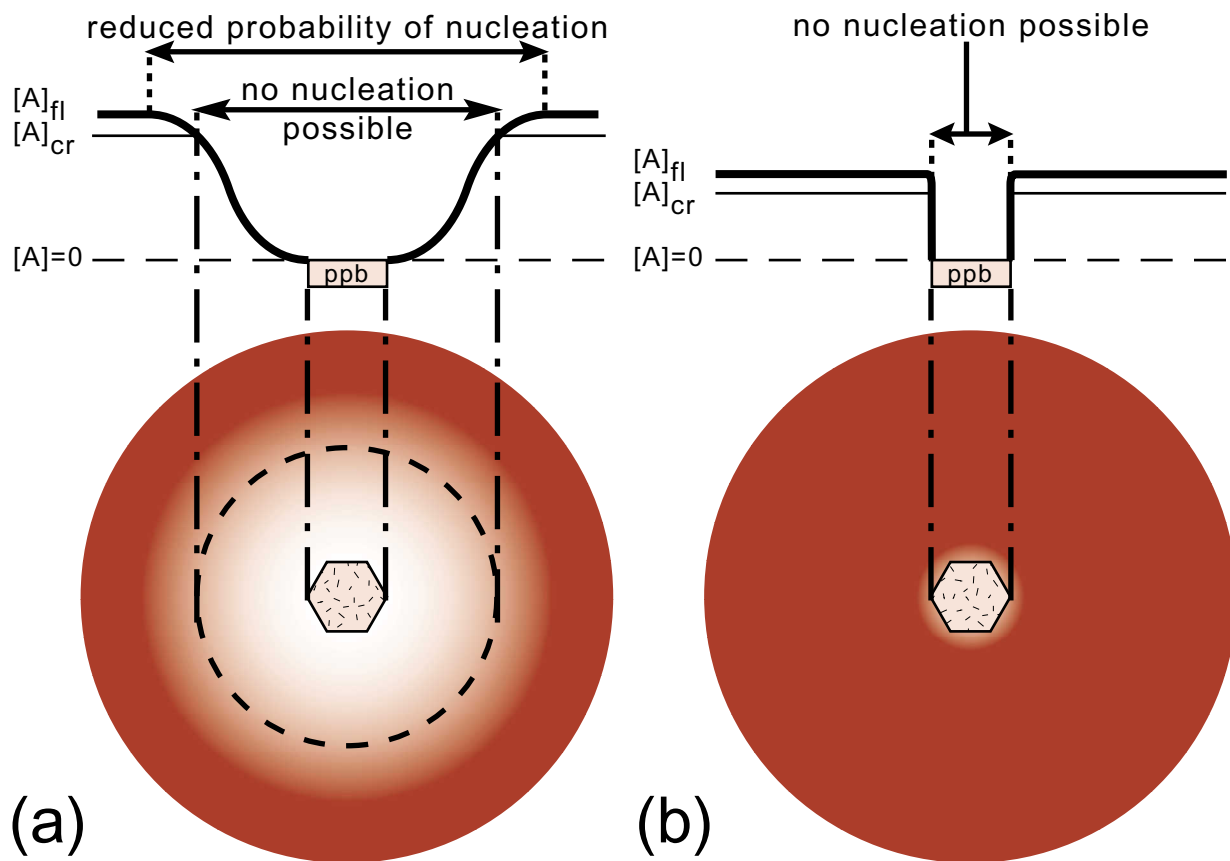 reduced probability of nucleation
no nucleation
possible
[A]fl
[A]cr
[A]=0
ppb
(a)
no nucleation possible
[A]fl
[A]cr
[A]=0
ppb
(b)